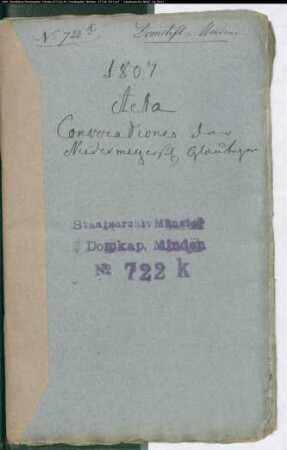 N 722 k Domstift Minden
1807
Acta
Convocationes der
Niedermeyersch Gläubiger
Staatsarchiv Münster
Domkap. Minden
№ 722 k